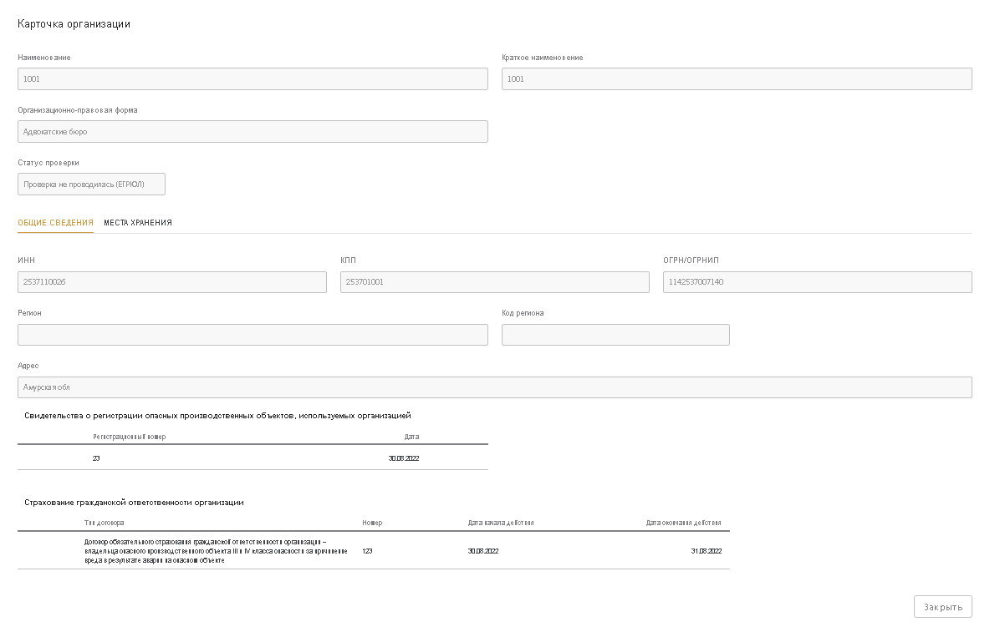 Карточка организации
Наименование
Краткое наименовение
1001
1001
Организационно-правовая форма
Адвокатские бюро
Статус проверки
Проверка не проводилась (ЕГРЮЛ)
ОБЩИЕ СВЕДЕНИЯ МЕСТА ХРАНЕНИЯ
ИНН
КПП
ОГРН/ОГРНИП
2537110026
253701001
1142537007140
Регион
Код региона
Адрес
Амурская обл
Свидетельства о регистрации опасных производственных объектов, используемых организацией
Регистрационный номер
Дата
23
30.08.2022
Страхование гражданской ответственности организации
Тип договора
Номер
Дата начала действия
Дата окончания действия
Договор обязательного страхования гражданской ответственности организации –
владельца опасного производственного объекта III и IV класса опасности за причинение
вреда в результате аварии на опасном объекте
123
30.08.2022
31.08.2022
Закрыть